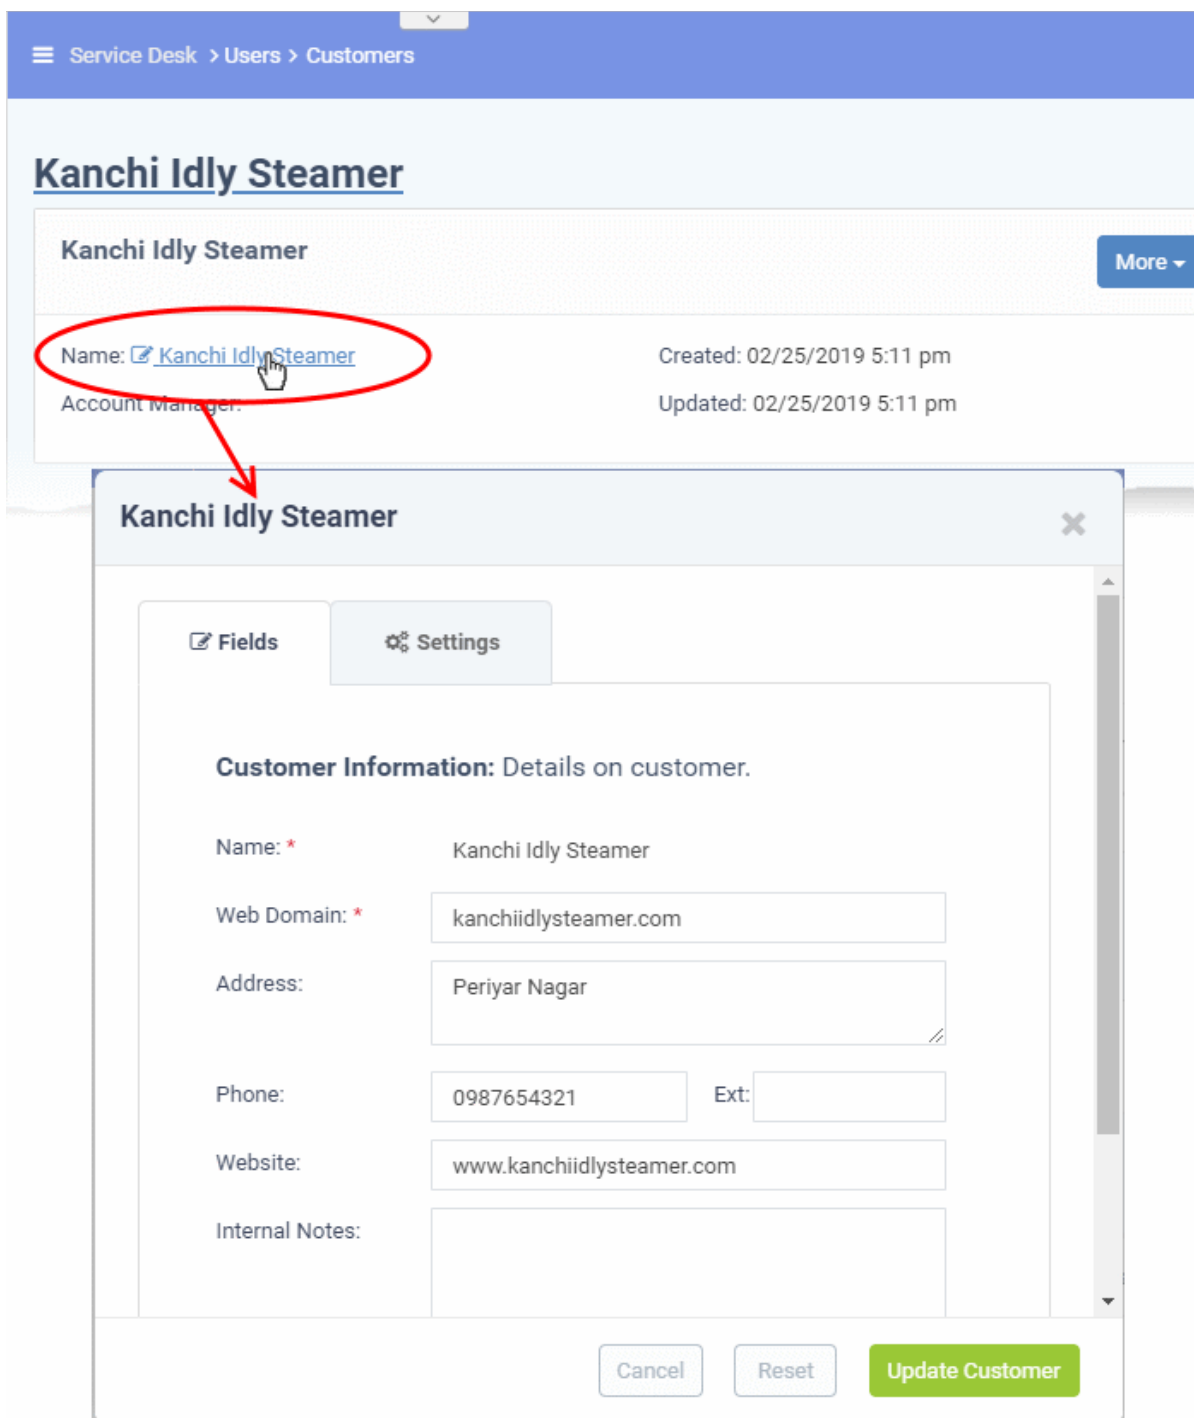 Service Desk > Users > Customers
Kanchi Idly Steamer
Kanchi Idly Steamer
More
Name: Kanchi Idly Steamer
Created: 02/25/2019 5:11 pm
Account Manager:
Updated: 02/25/2019 5:11 pm
Kanchi Idly Steamer
Fields
Settings
Customer Information: Details on customer.
Name: * Kanchi Idly Steamer
Web Domain: * kanchiidlysteamer.com
Address: Periyar Nagar
Phone: 0987654321 Ext:
Website: www.kanchiidlysteamer.com
Internal Notes:
Cancel
Reset
Update Customer